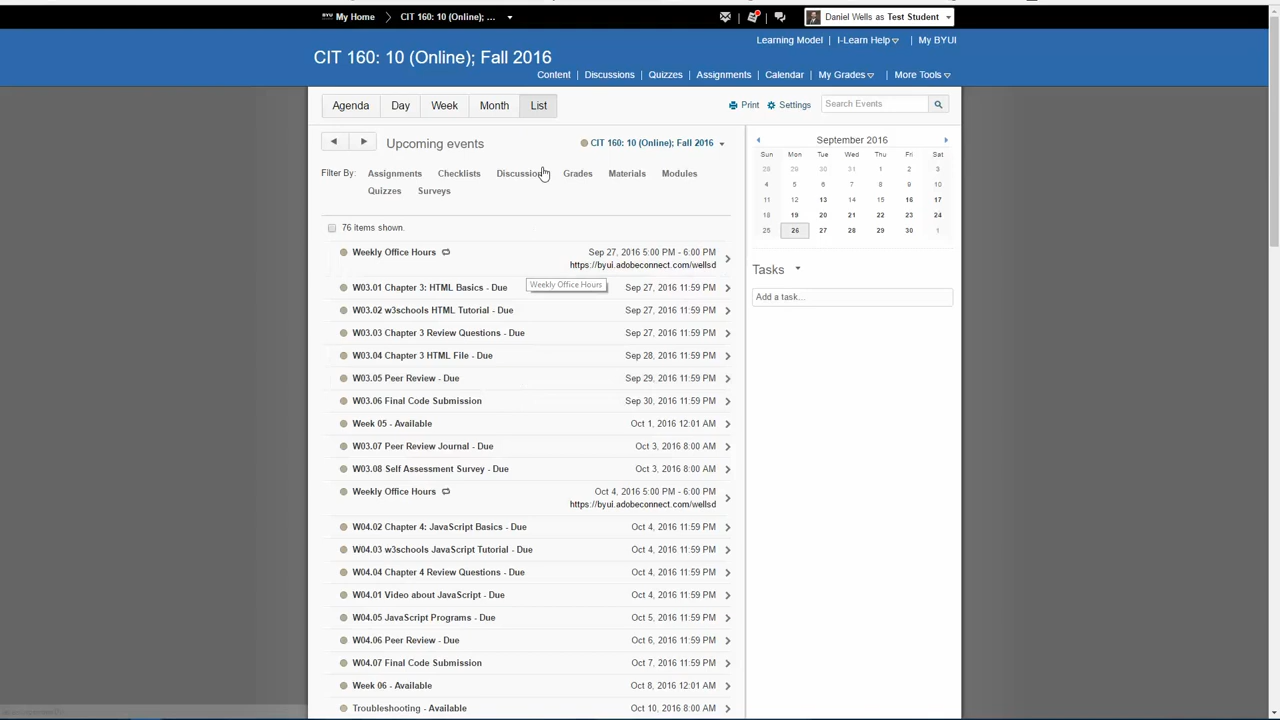 BYU My Home CIT 160: 10 (Online); ... Daniel Wells as Test Student
Learning Model I-Learn Help My BYUI
CIT 160: 10 (Online); Fall 2016
Content Discussions Quizzes Assignments Calendar My Grades More Tools
Agenda Day Week Month List Print Settings Search Events
Upcoming events CIT 160: 10 (Online); Fall 2016
Filter By: Assignments Checklists Discussions Grades Materials Modules
Quizzes Surveys
76 items shown.
Weekly Office Hours Sep 27, 2016 5:00 PM - 6:00 PM
https://byui.adobeconnect.com/wellsd
Weekly Office Hours
W03.01 Chapter 3: HTML Basics - Due Sep 27, 2016 11:59 PM
W03.02 w3schools HTML Tutorial - Due Sep 27, 2016 11:59 PM
W03.03 Chapter 3 Review Questions - Due Sep 27, 2016 11:59 PM
W03.04 Chapter 3 HTML File - Due Sep 28, 2016 11:59 PM
W03.05 Peer Review - Due Sep 29, 2016 11:59 PM
W03.06 Final Code Submission Sep 30, 2016 11:59 PM
Week 05 - Available Oct 1, 2016 12:01 AM
W03.07 Peer Review Journal - Due Oct 3, 2016 8:00 AM
W03.08 Self Assessment Survey - Due Oct 3, 2016 8:00 AM
Weekly Office Hours Oct 4, 2016 5:00 PM - 6:00 PM
https://byui.adobeconnect.com/wellsd
W04.02 Chapter 4: JavaScript Basics - Due Oct 4, 2016 11:59 PM
W04.03 w3schools JavaScript Tutorial - Due Oct 4, 2016 11:59 PM
W04.04 Chapter 4 Review Questions - Due Oct 4, 2016 11:59 PM
W04.01 Video about JavaScript - Due Oct 4, 2016 11:59 PM
W04.05 JavaScript Programs - Due Oct 5, 2016 11:59 PM
W04.06 Peer Review - Due Oct 6, 2016 11:59 PM
W04.07 Final Code Submission Oct 7, 2016 11:59 PM
Week 06 - Available Oct 8, 2016 12:01 AM
Troubleshooting - Available Oct 10, 2016 8:00 AM
September 2016
Sun Mon Tue Wed Thu Fri Sat
28 29 30 31 1 2 3
4 5 6 7 8 9 10
11 12 13 14 15 16 17
18 19 20 21 22 23 24
25 26 27 28 29 30 1
Tasks
Add a task...